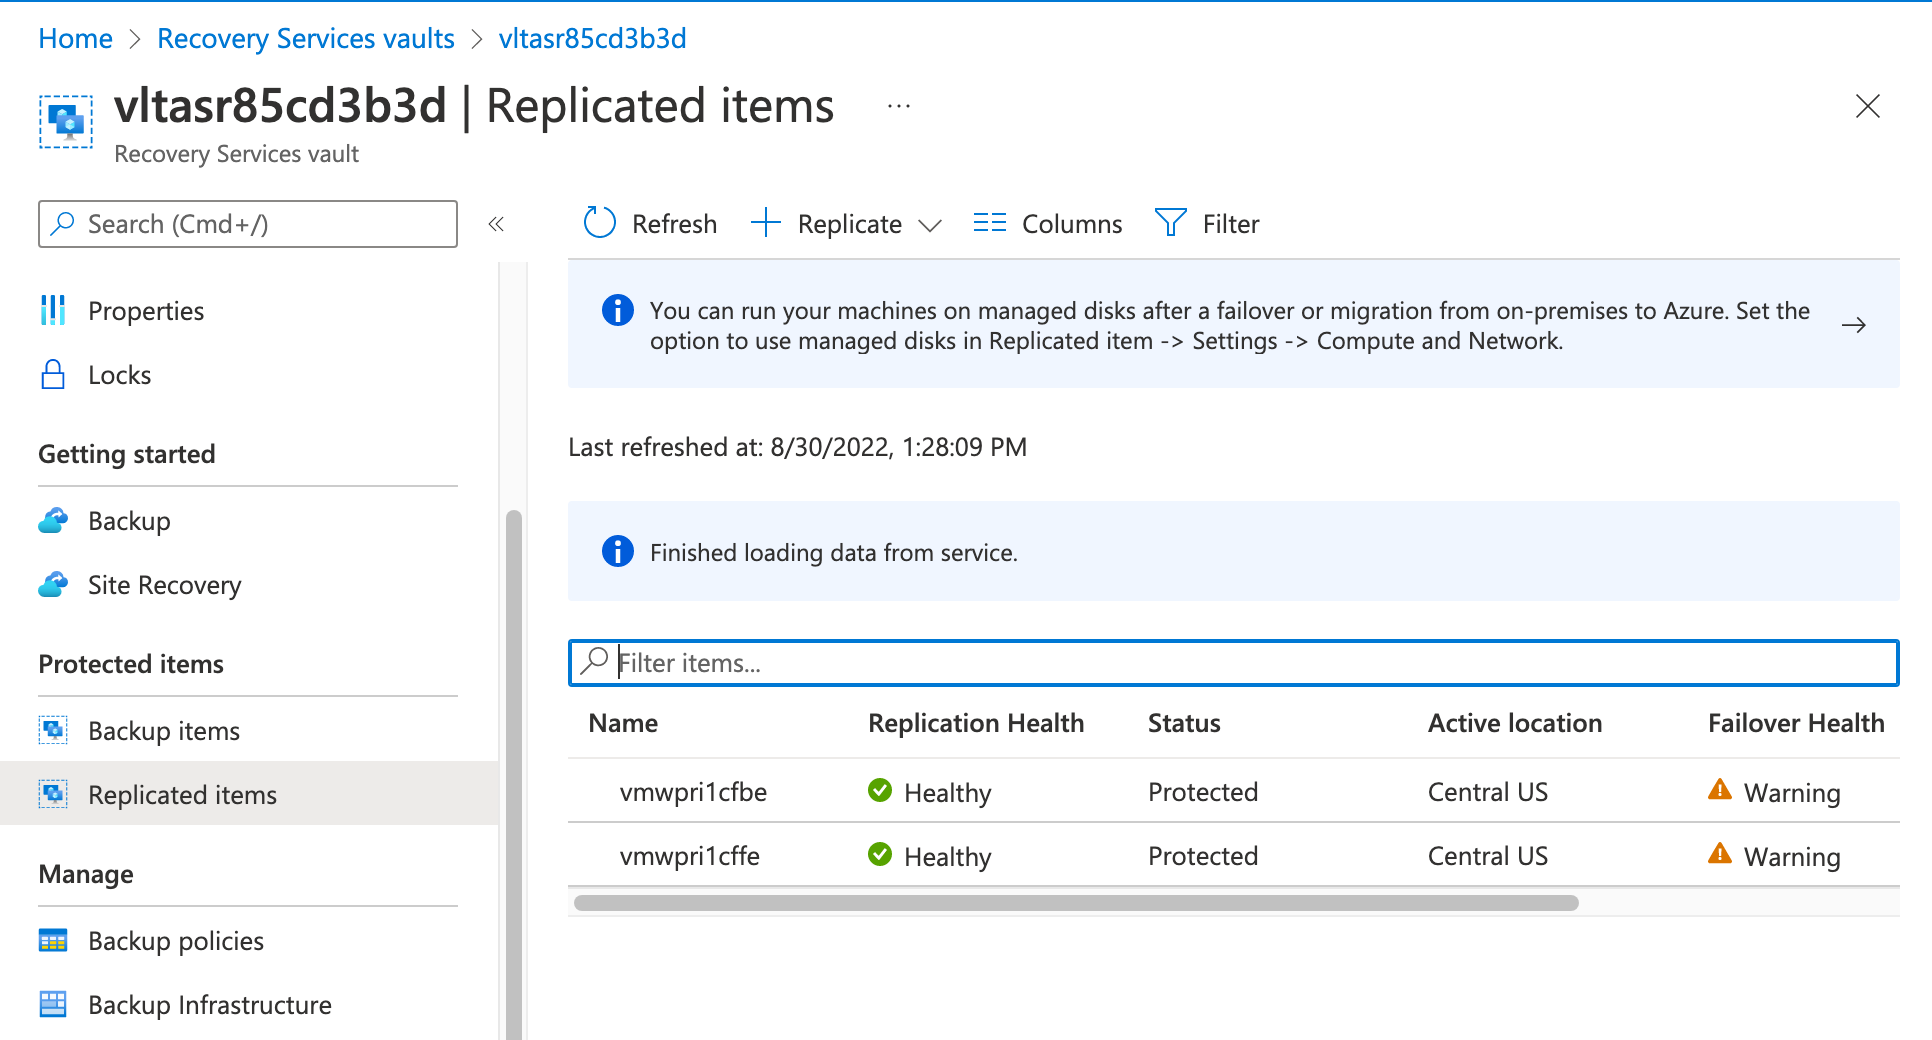 Home > Recovery Services vaults > vltasr85cd3b3d
vltasr85cd3b3d | Replicated items ...
Recovery Services vault
Search (Cmd+/)
«
Properties
Locks
Getting started
Backup
Site Recovery
Protected items
Backup items
Replicated items
Manage
Backup policies
Backup Infrastructure
Refresh Replicate Columns Filter
You can run your machines on managed disks after a failover or migration from on-premises to Azure. Set the
option to use managed disks in Replicated item -> Settings -> Compute and Network.
Last refreshed at: 8/30/2022, 1:28:09 PM
Finished loading data from service.
Filter items...
Name Replication Health Status Active location Failover Health
vmwpri1cfbe Healthy Protected Central US Warning
vmwpri1cffe Healthy Protected Central US Warning